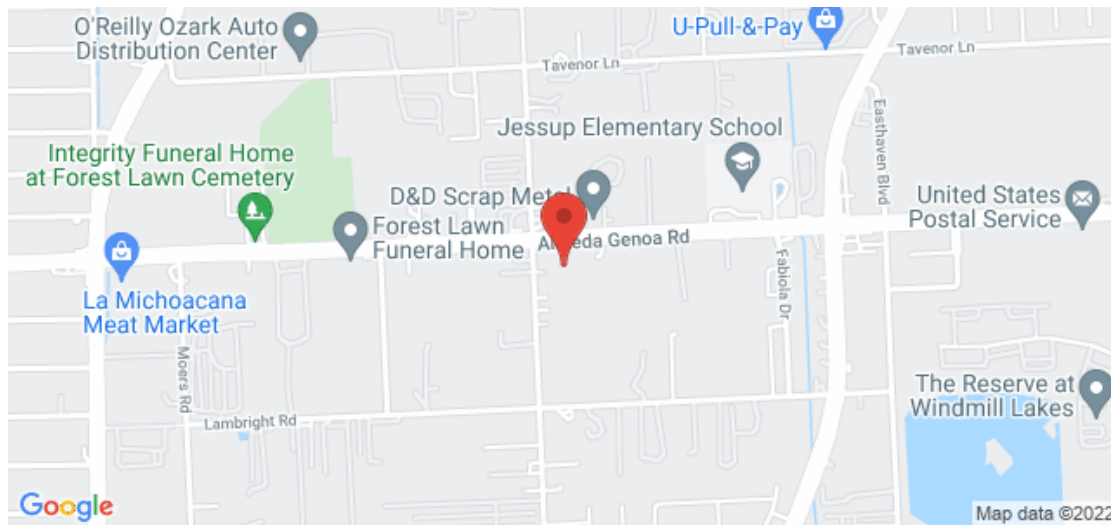 O'Reilly Ozark Auto
Distribution Center
U-Pull-&-Pay
Tavenor Ln
Tavenor Ln
Easthaven Blvd
Jessup Elementary School
Integrity Funeral Home
at Forest Lawn Cemetery
D&D Scrap Metal
United States
Postal Service
Forest Lawn
Funeral Home
Genoa Rd
Fabiola Dr
La Michoacana
Meat Market
Moers Rd
The Reserve at
Windmill Lakes
Lambright Rd
Google
Map data ©2022